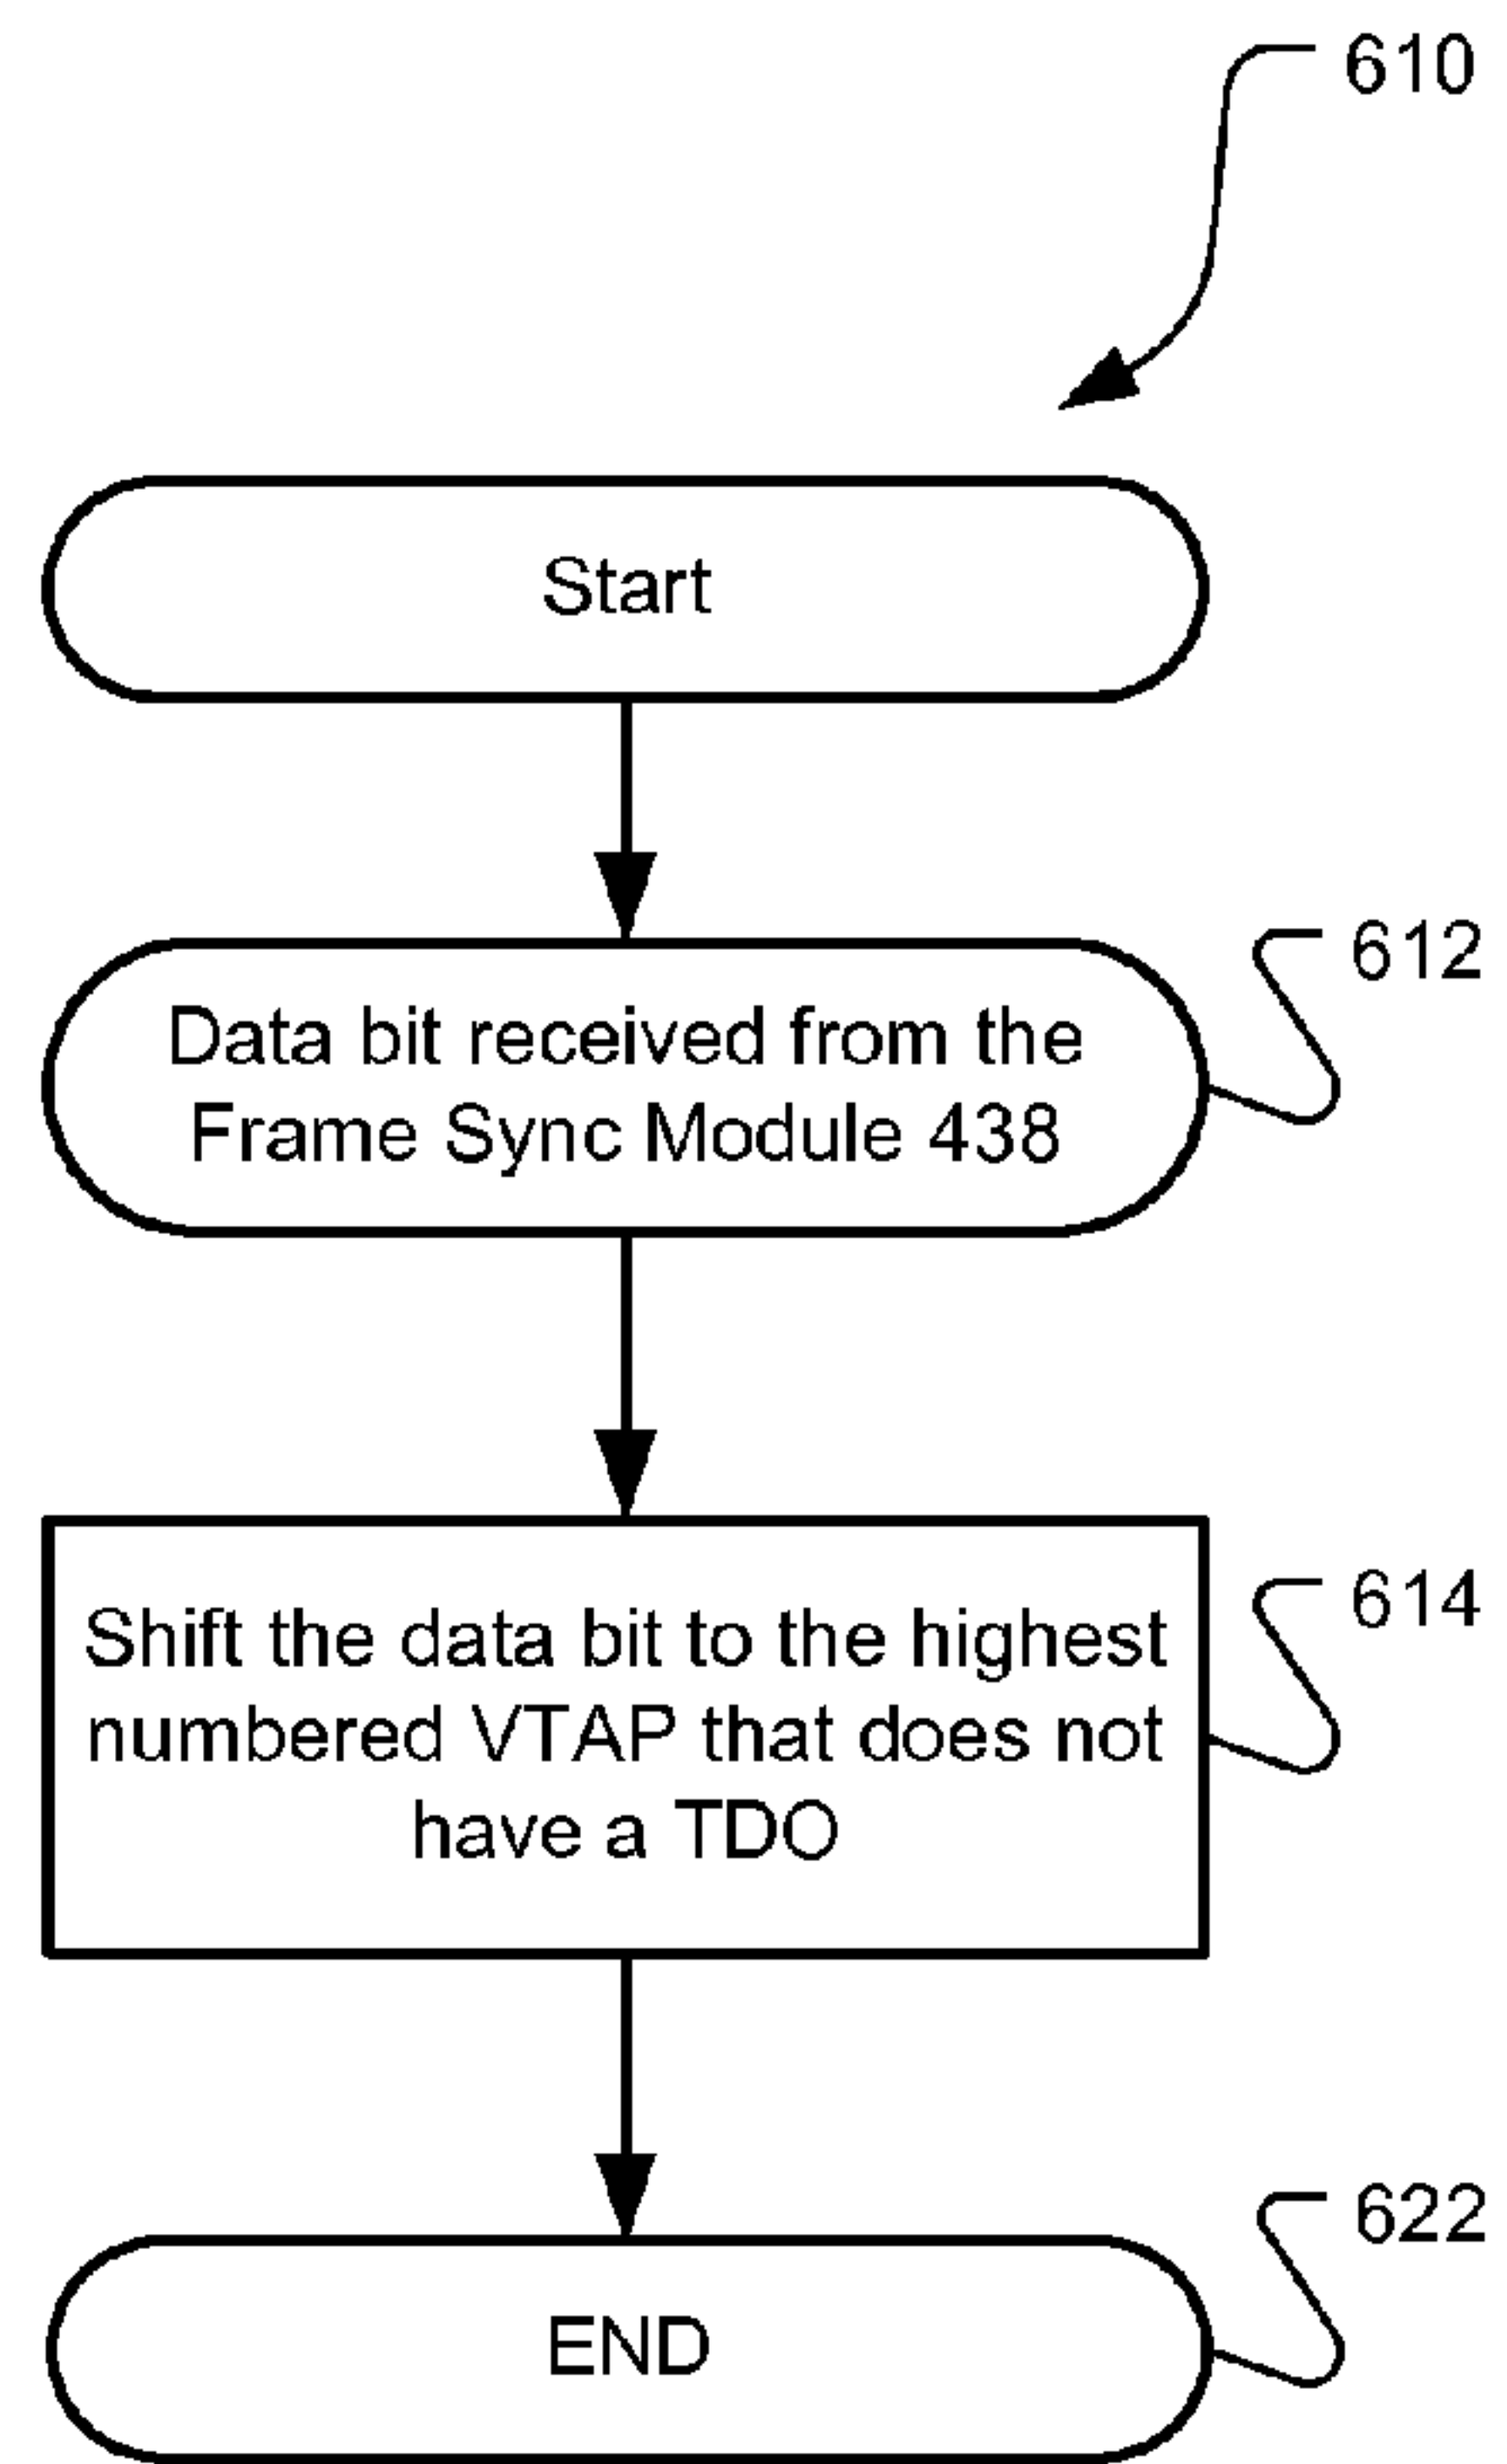 610
Start
Data bit received from the
Frame Sync Module 438
612
Shift the data bit to the highest
numbered VTAP that does not
have a TDO
614
END
622